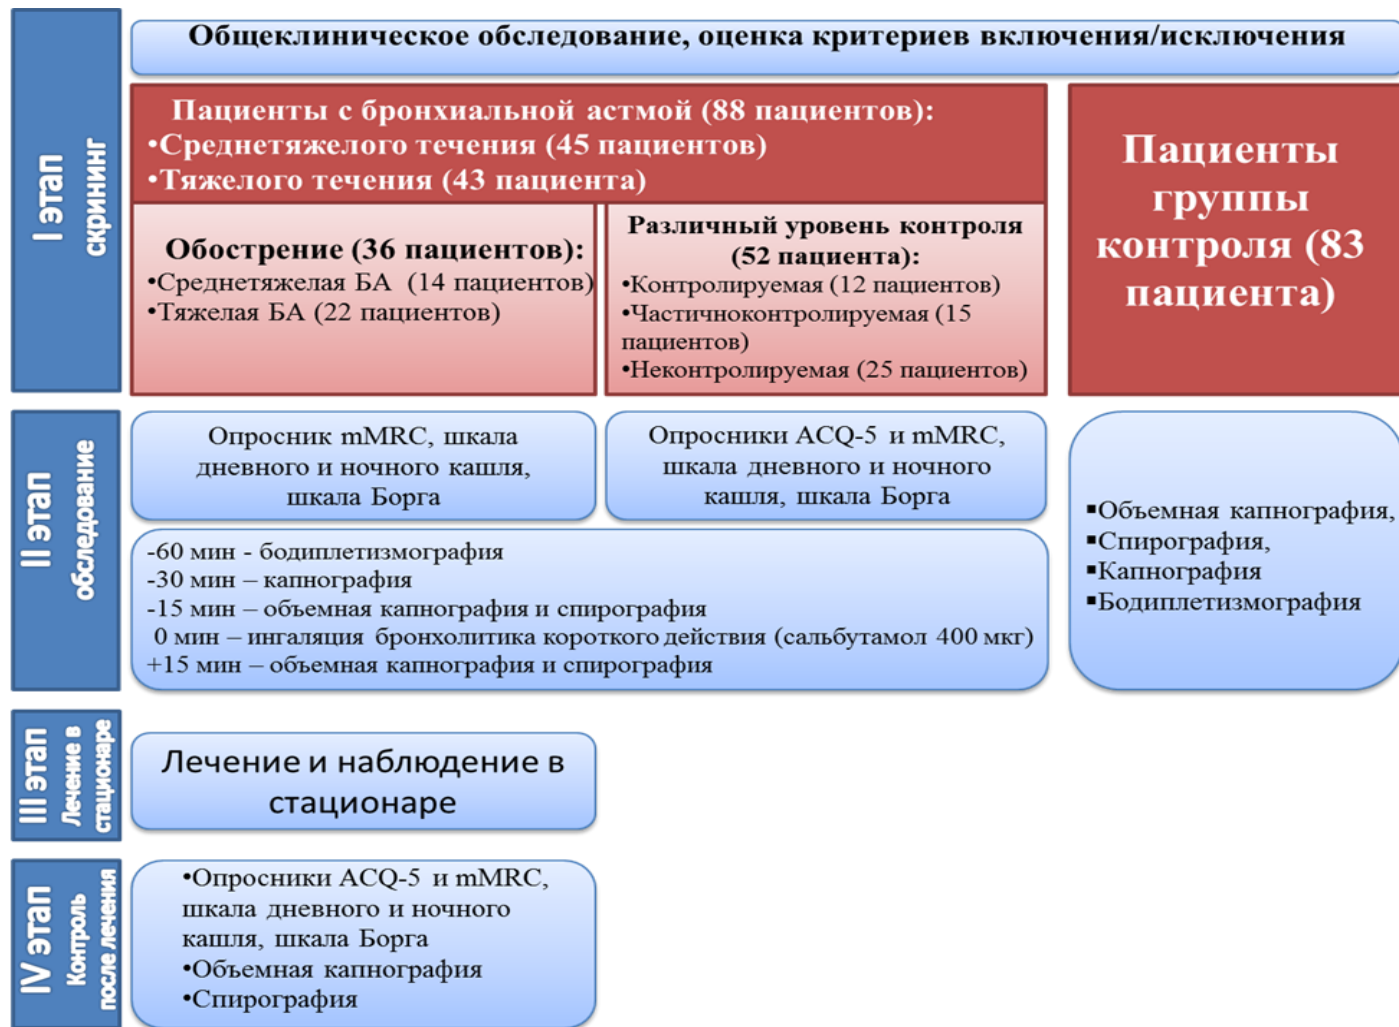 Общеклиническое обследование, оценка критериев включения/исключения
I этап
скрининг
Пациенты с бронхиальной астмой (88 пациентов):
•Среднетяжелого течения (45 пациентов)
•Тяжелого течения (43 пациента)
Обострение (36 пациентов):
•Среднетяжелая БА (14 пациентов)
•Тяжелая БА (22 пациентов)
Различный уровень контроля
(52 пациента):
•Контролируемая (12 пациентов)
•Частичноконтролируемая (15
пациентов)
•Неконтролируемая (25 пациентов)
Пациенты
группы
контроля (83
пациента)
II этап
обследование
Опросник mMRC, шкала
дневного и ночного кашля,
шкала Борга
Опросники ACQ-5 и mMRC,
шкала дневного и ночного
кашля, шкала Борга
-60 мин - бодиплетизмография
-30 мин – капнография
-15 мин – объемная капнография и спирография
0 мин – ингаляция бронхолитика короткого действия (сальбутамол 400 мкг)
+15 мин – объемная капнография и спирография
▪Объемная капнография,
▪Спирография,
▪Капнография
▪Бодиплетизмография
III этап
Лечение в
стационаре
Лечение и наблюдение в
стационаре
IV этап
Контроль
после лечения
•Опросники ACQ-5 и mMRC,
шкала дневного и ночного
кашля, шкала Борга
•Объемная капнография
•Спирография